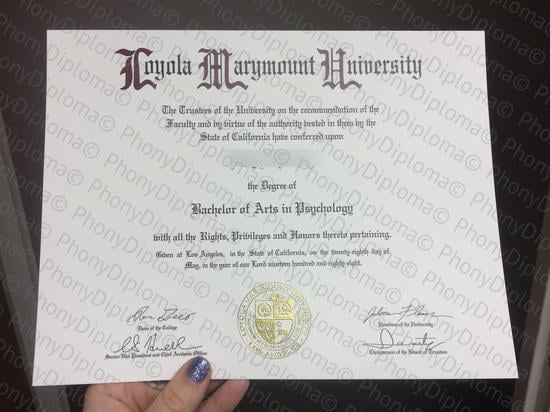 Loyola Marymount University
The Trustees of the University on the recommendation of the
Faculty and by virtue of the authority vested in them by the
State of California have conferred upon
the Degree of
Bachelor of Arts in Psychology
with all the Rights, Privileges and Honors thereto pertaining.
Given at Los Angeles, in the State of California, on the twenty-eighth day of
May, in the year of our Lord nineteen hundred and eighty-eight.
Dean of the College
President of the University
Senior Vice President and Chief Academic Officer
Chairperson of the Board of Trustees
LOS ANGELES
PhonyDiploma©